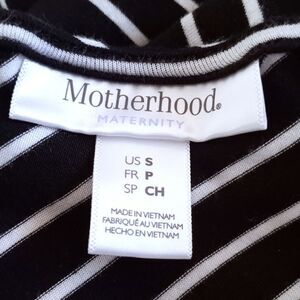 Motherhood®
MATERNITY
US S
FR P
SP CH
MADE IN VIETNAM
FABRIQUÉ AU VIETNAM
HECHO EN VIETNAM